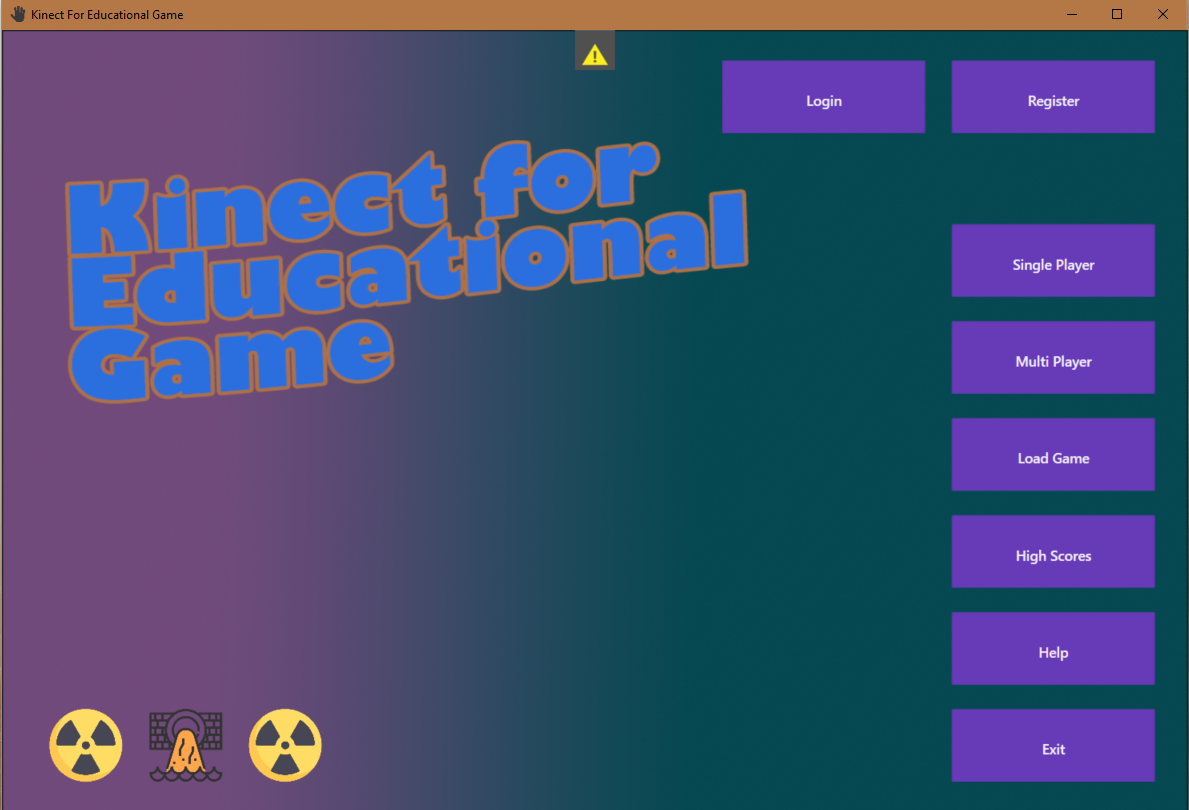 Kinect For Educational Game
Login
Register
Kinect for
Educational
Game
Single Player
Multi Player
Load Game
High Scores
Help
Exit